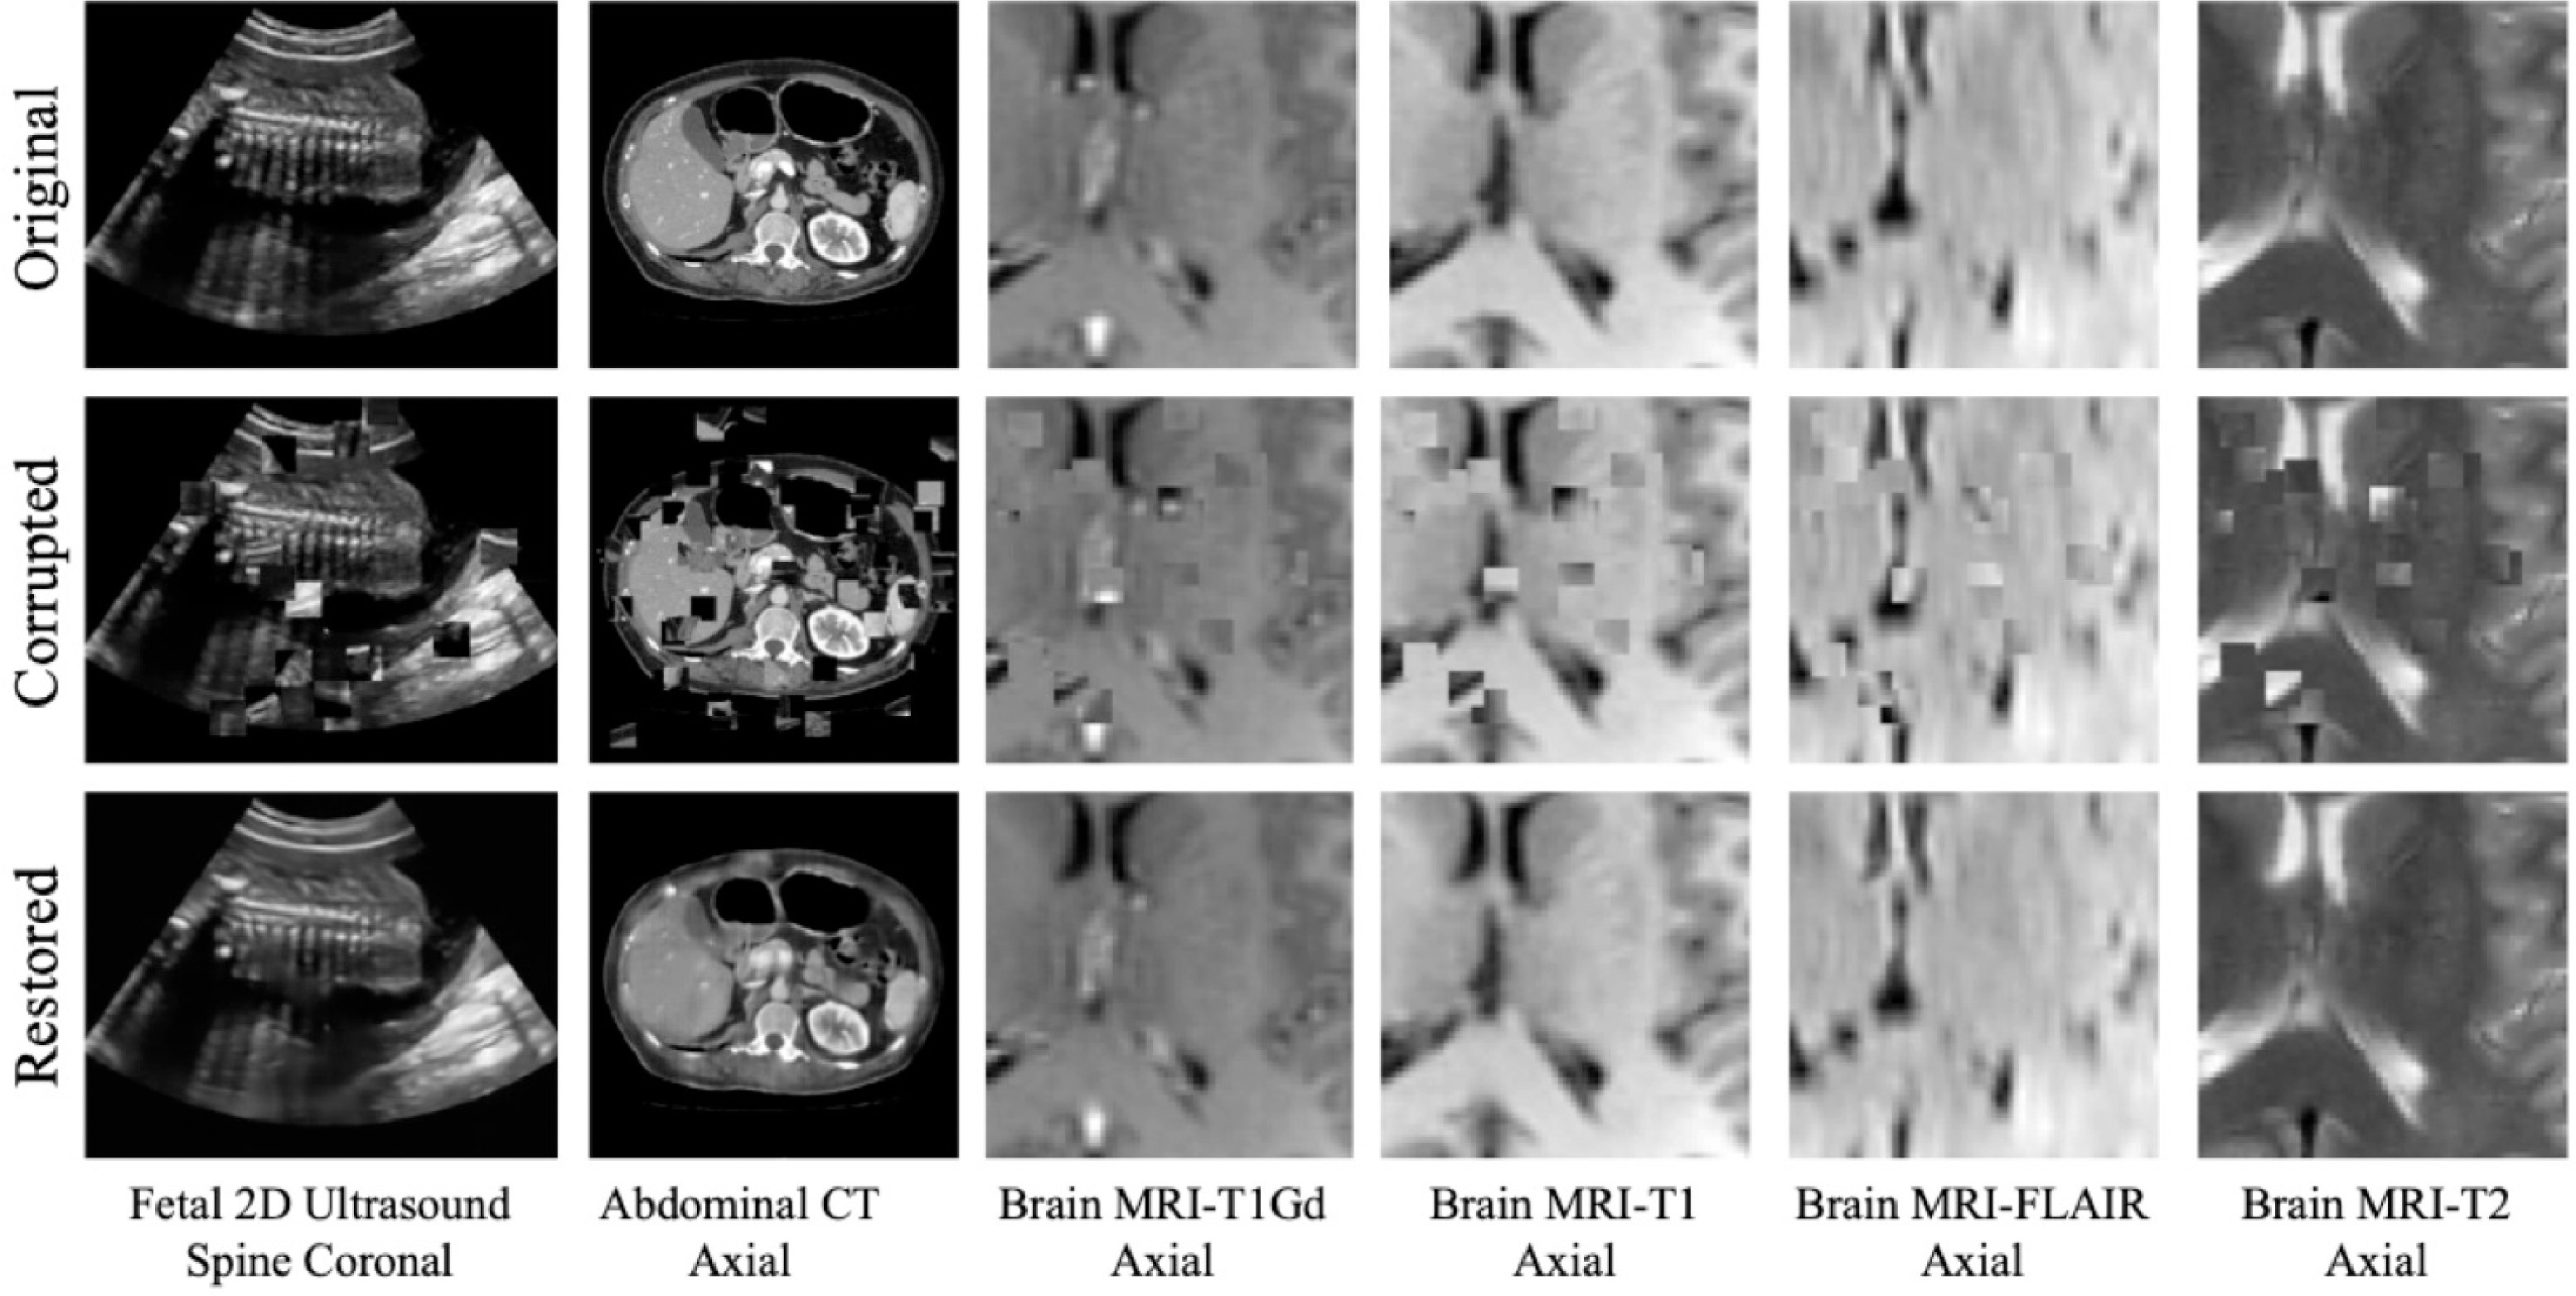 Original
Corrupted
Restored
Fetal 2D Ultrasound
Spine Coronal
Abdominal CT
Axial
Brain MRI-T1Gd
Axial
Brain MRI-T1
Axial
Brain MRI-FLAIR
Axial
Brain MRI-T2
Axial